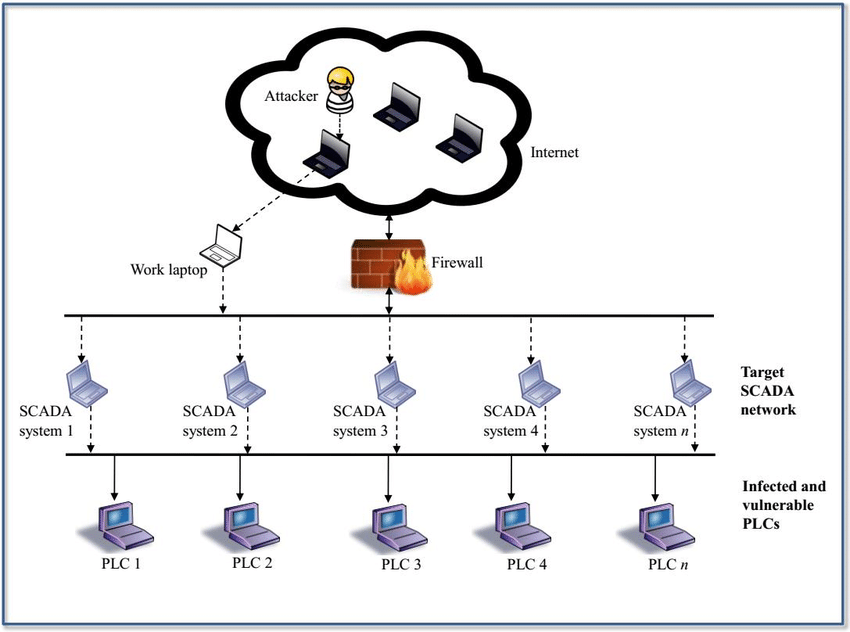 Attacker
Internet
Work laptop
Firewall
Target
SCADA
network
SCADA
system 1
SCADA
system 2
SCADA
system 3
SCADA
system 4
SCADA
system n
Infected and
vulnerable
PLCs
PLC 1
PLC 2
PLC 3
PLC 4
PLC n